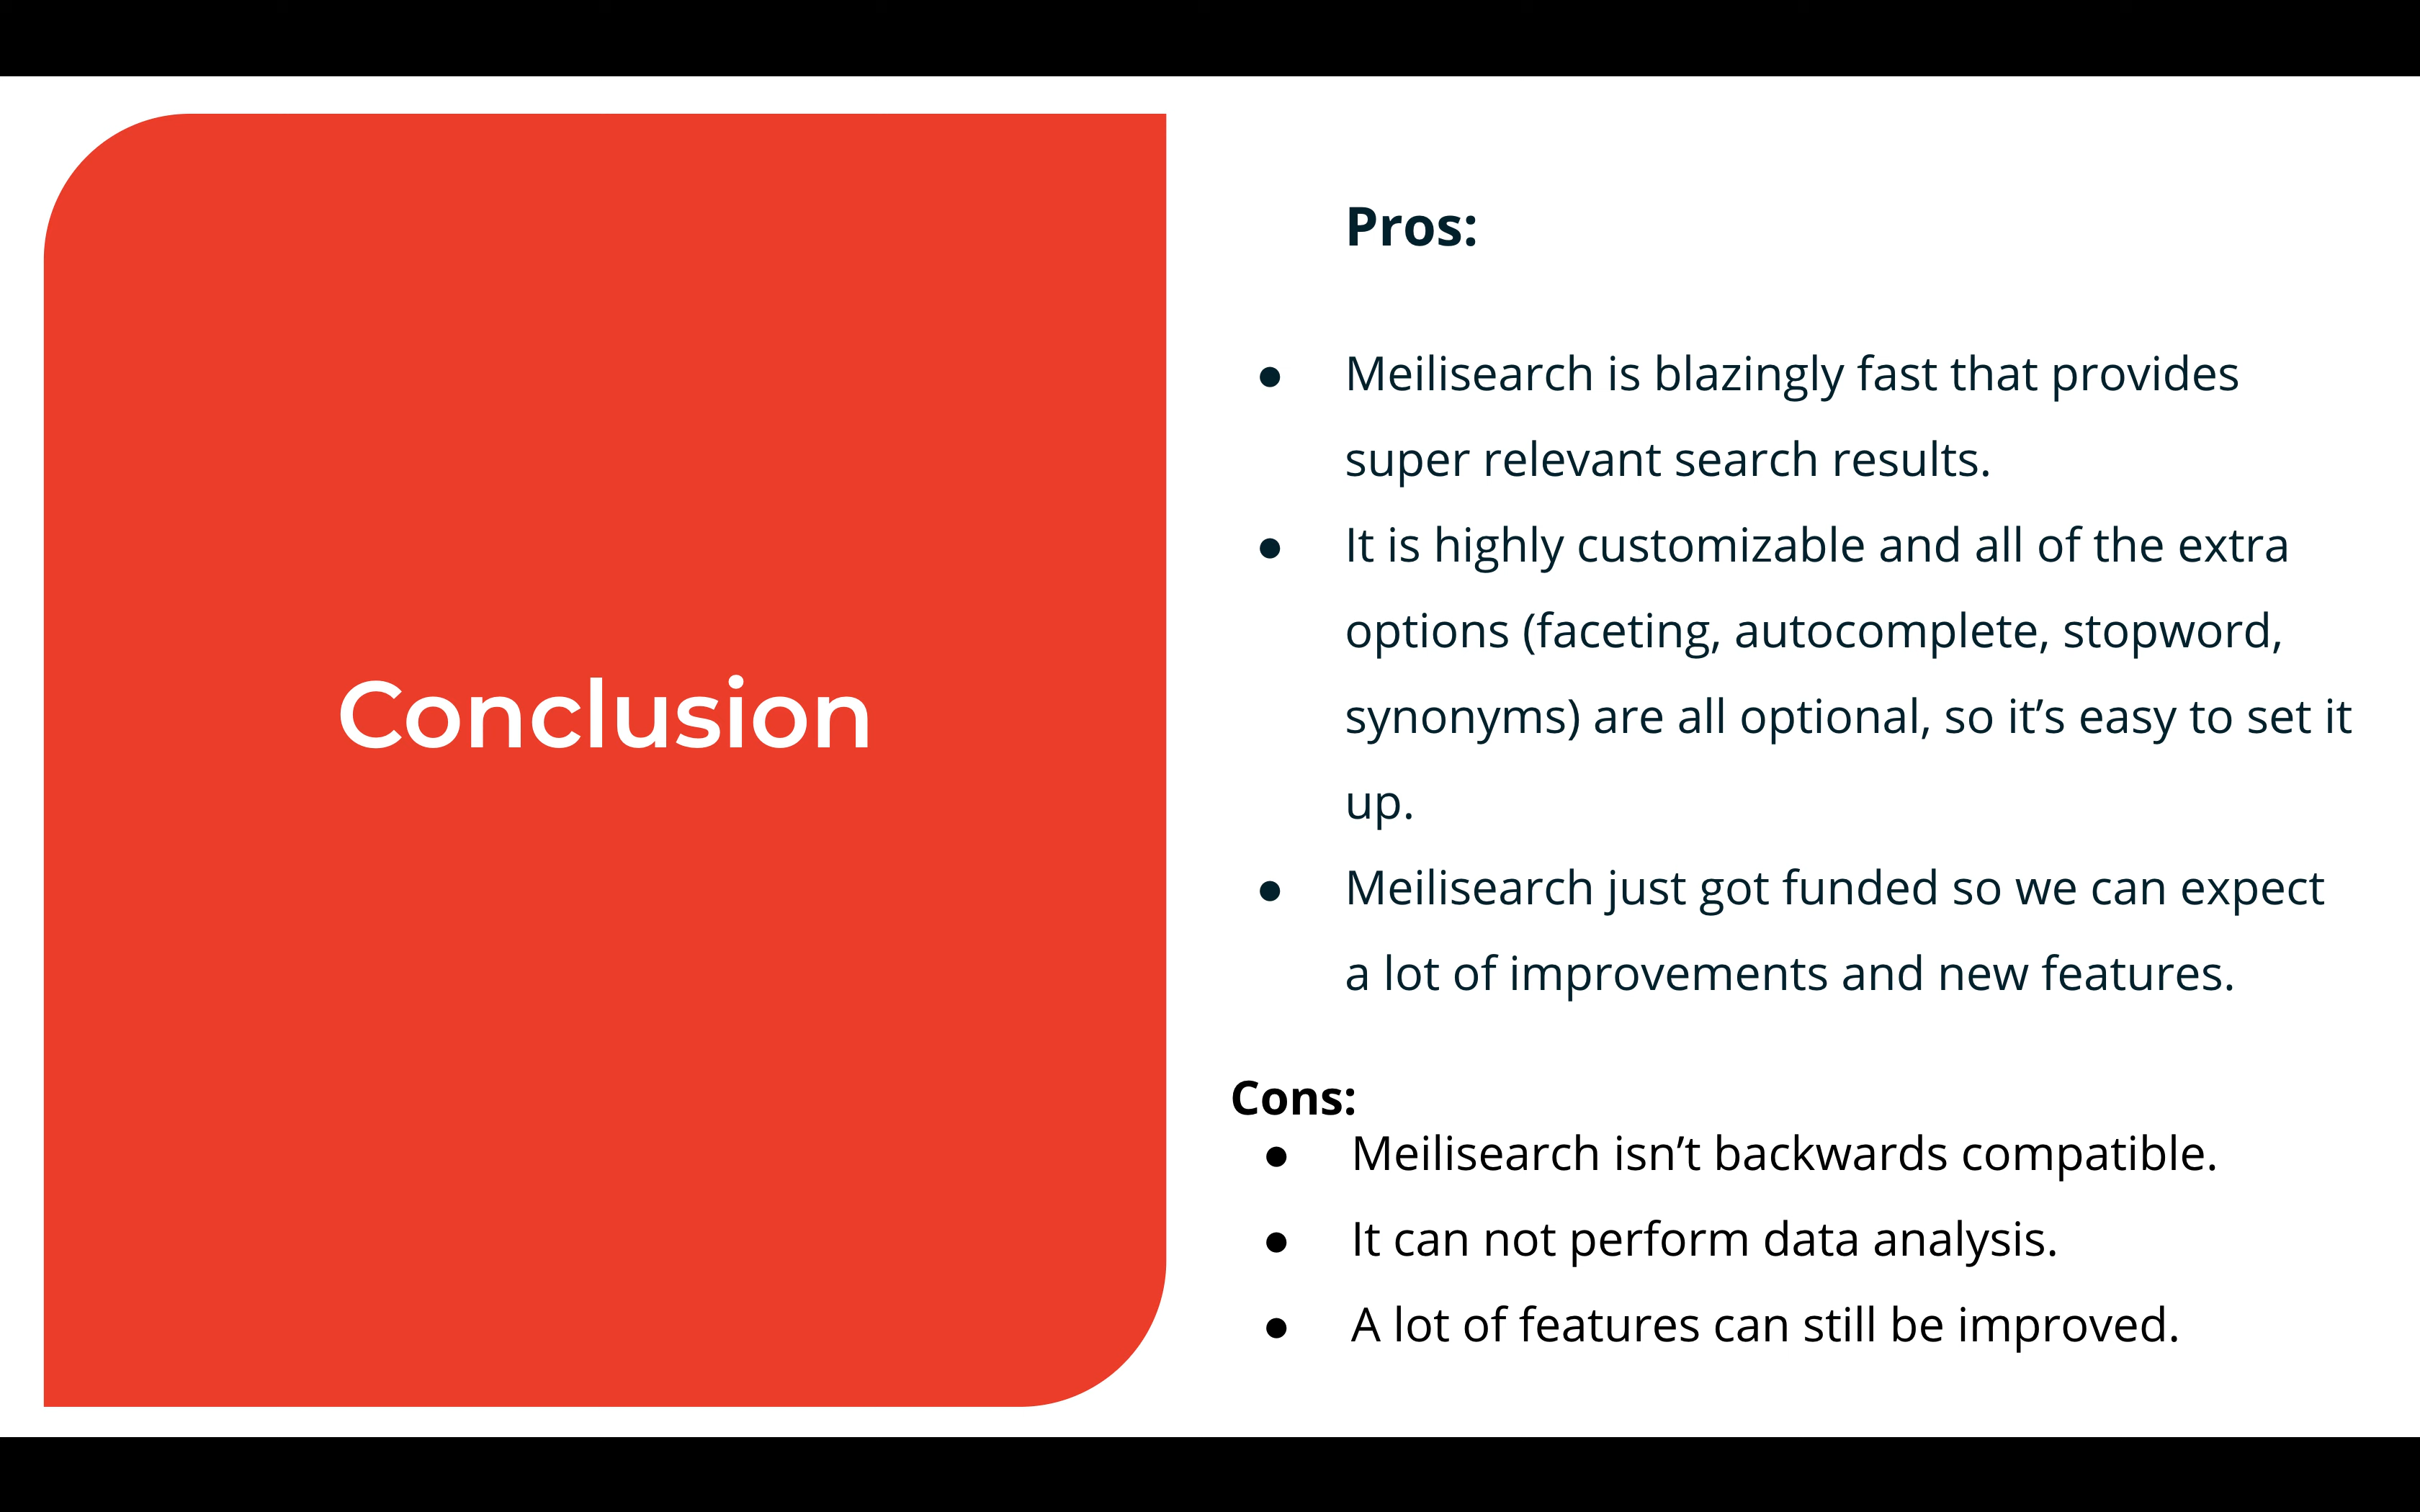 Conclusion
Pros:
● Meilisearch is blazingly fast that provides
super relevant search results.
● It is highly customizable and all of the extra
options (faceting, autocomplete, stopword,
synonyms) are all optional, so it’s easy to set it
up.
● Meilisearch just got funded so we can expect
a lot of improvements and new features.
Cons:
● Meilisearch isn’t backwards compatible.
● It can not perform data analysis.
● A lot of features can still be improved.